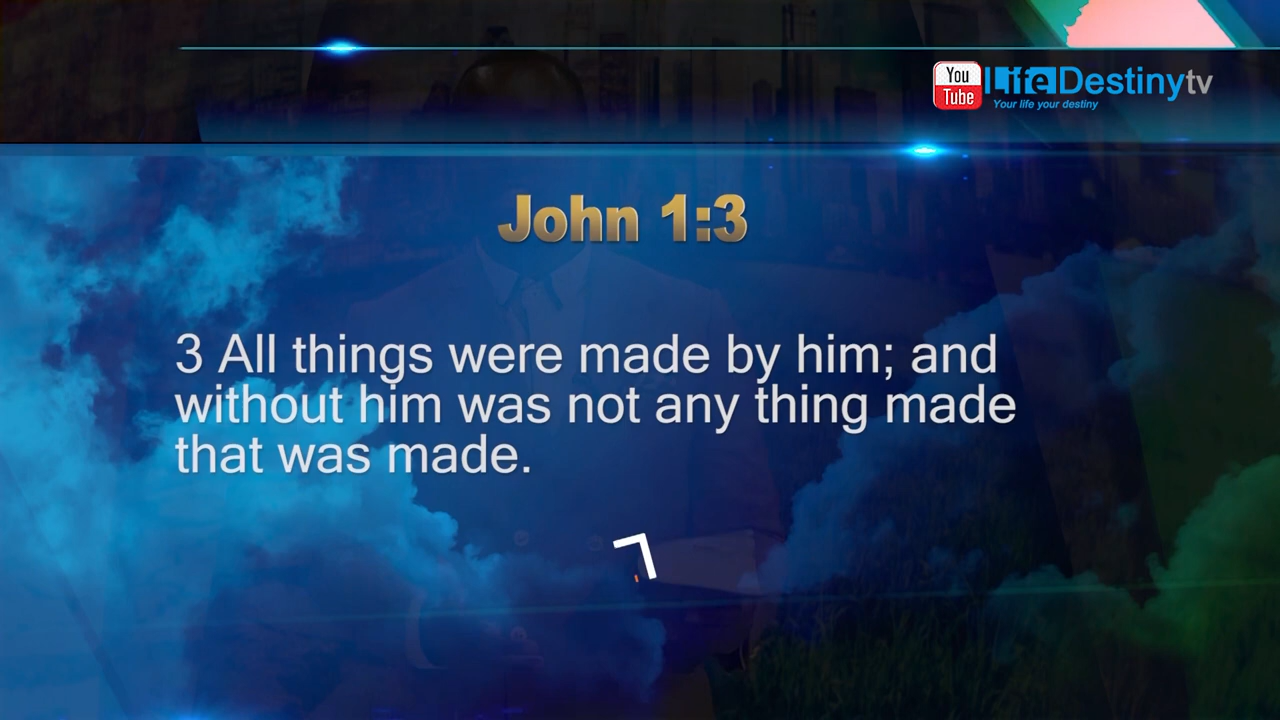 You
Tube
LifeDestinytv
Your life your destiny
John 1:3
3 All things were made by him; and
without him was not any thing made
that was made.